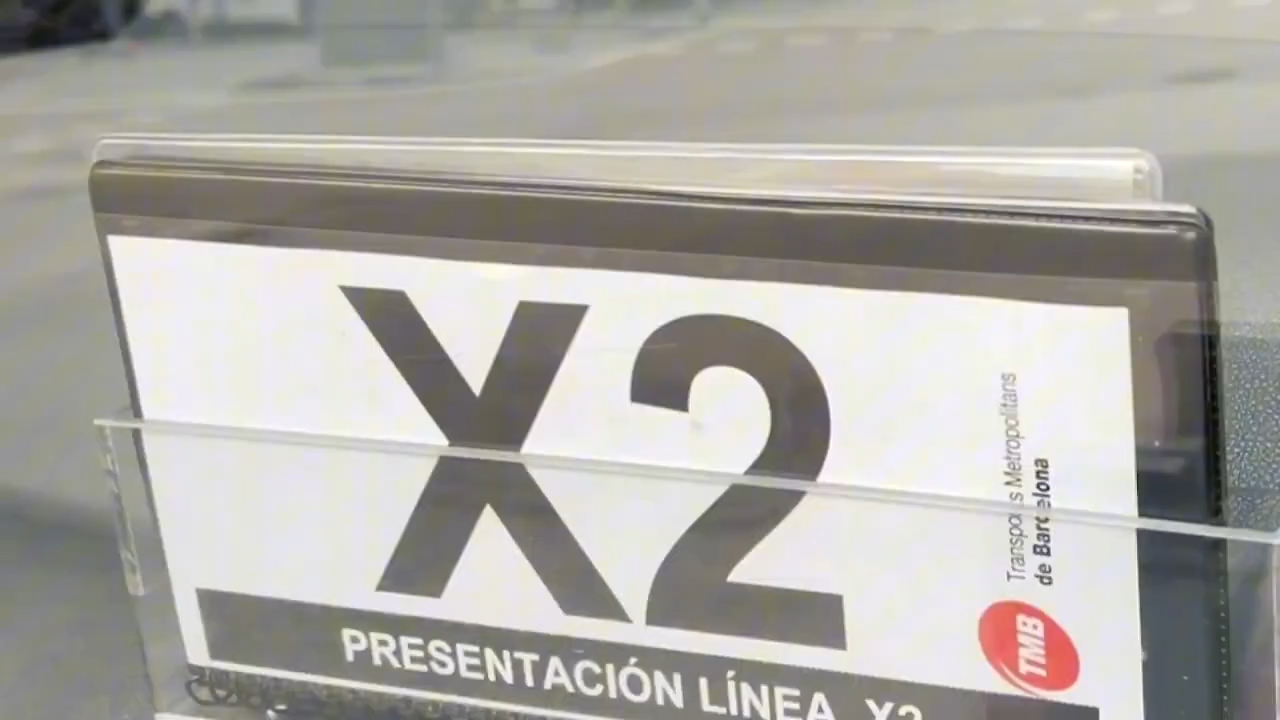 X2
PRESENTACIÓN LÍNEA X2
Transports Metropolitans
de Barcelona
TMB